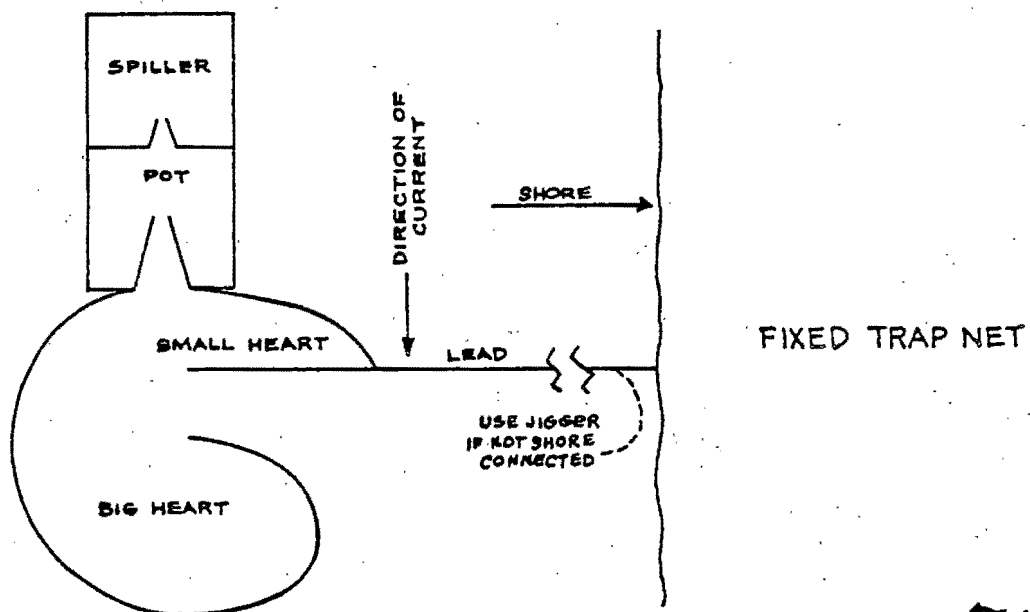 SPILLER
POT
DIRECTION OF
CURRENT
SHORE
SMALL HEART
LEAD
FIXED TRAP NET
USE JIGGER
IF NOT SHORE
CONNECTED
BIG HEART